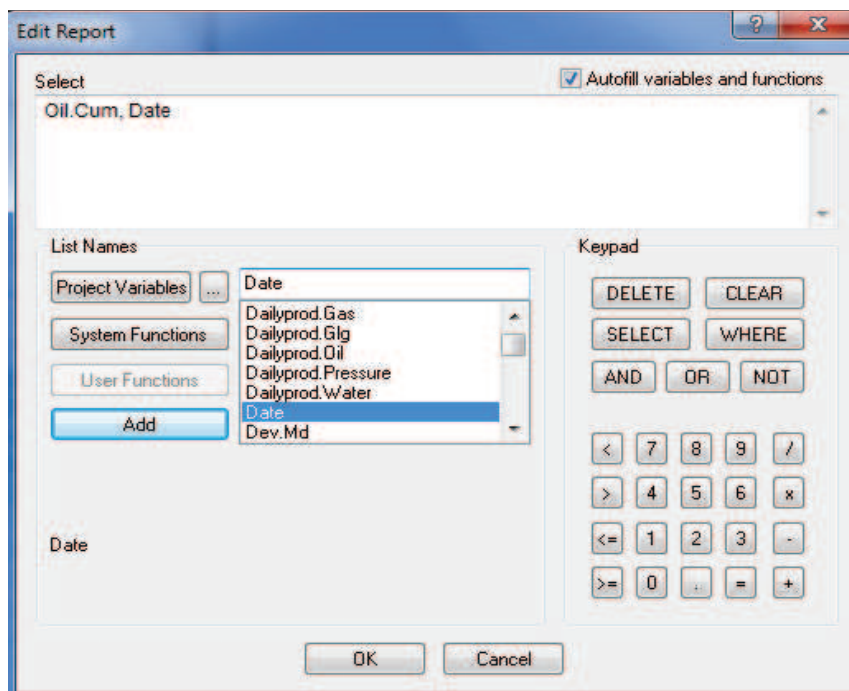 Edit Report
Select
Autofill variables and functions
Oil.Cum, Date
List Names
Keypad
Project Variables ... Date
System Functions
User Functions
Add
Dailyprod.Gas
Dailyprod.Glg
Dailyprod.Oil
Dailyprod.Pressure
Dailyprod.Water
Date
Dev.Md
Date
DELETE CLEAR
SELECT WHERE
AND OR NOT
< 7 8 9 /
> 4 5 6 x
<= 1 2 3 -
>= 0 . = +
OK Cancel